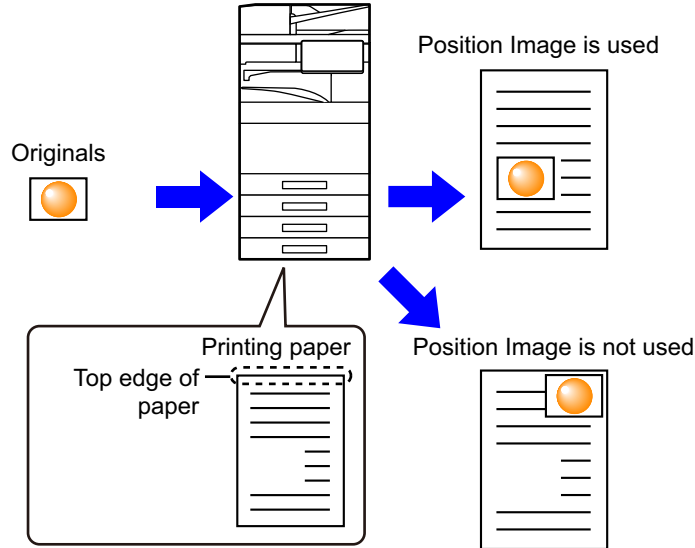 Position Image is used
Originals
Printing paper
Top edge of
paper
Position Image is not used